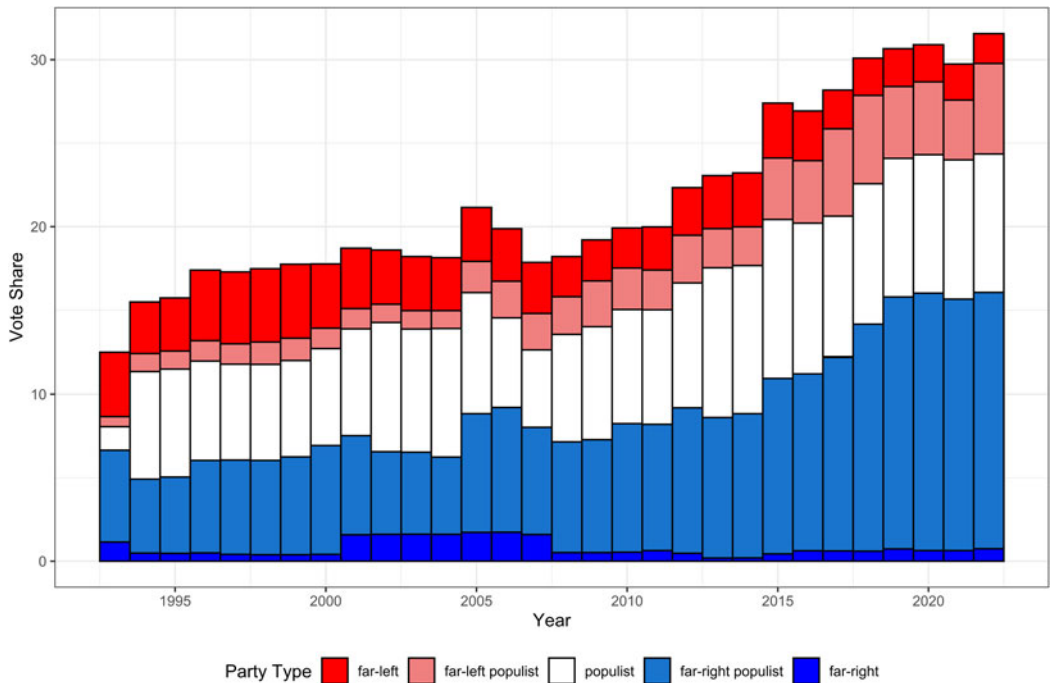 30
20
10
0
Vote Share
1995 2000 2005 2010 2015 2020
Year
Party Type far-left far-left populist populist far-right populist far-right